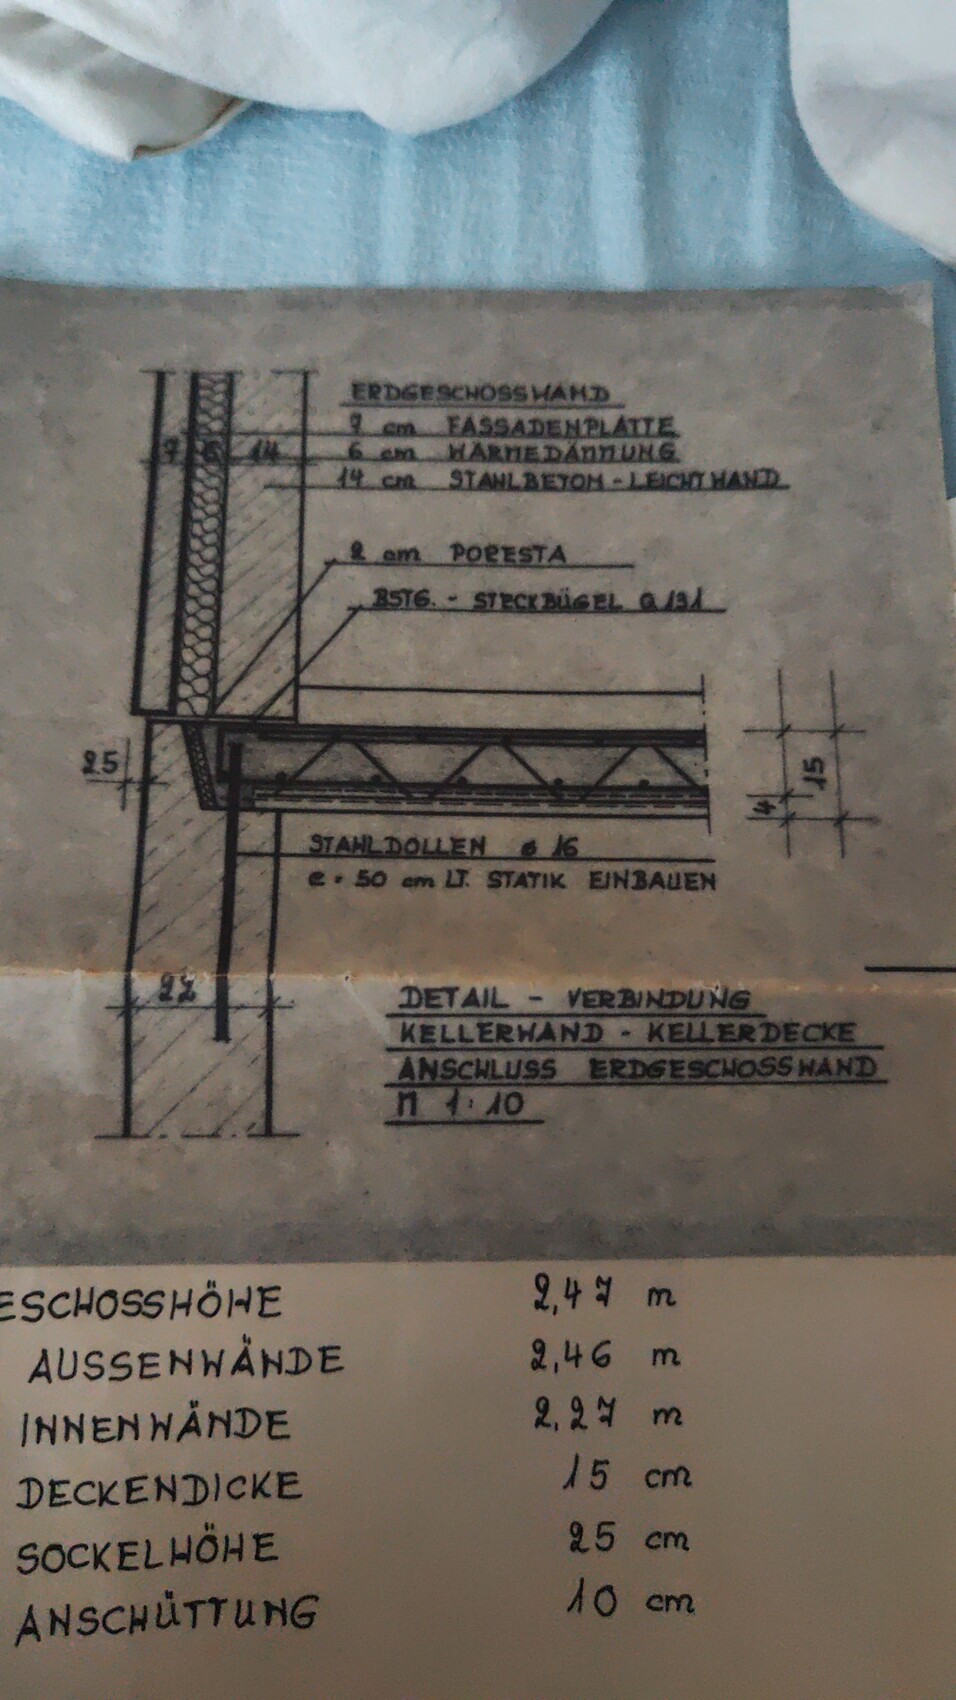 ERDGESCHOSSWAND
7 cm FASSADENPLATTE
7 6 14
6 cm WÄRMEDÄMMUNG
14 cm STAHLBETON - LEICHTWAND
2 cm PORESTA
BSTG. - STECKBÜGEL Q 131
25
15
4
STAHLDOLLEN ø 16
e = 50 cm LT. STATIK EINBAUEN
DETAIL - VERBINDUNG
KELLERWAND - KELLERDECKE
ANSCHLUSS ERDGESCHOSSWAND
M 1:10
ESCHOSSHÖHE 2,47 m
AUSSENWÄNDE 2,46 m
INNENWÄNDE 2,27 m
DECKENDICKE 15 cm
SOCKELHÖHE 25 cm
ANSCHÜTTUNG 10 cm